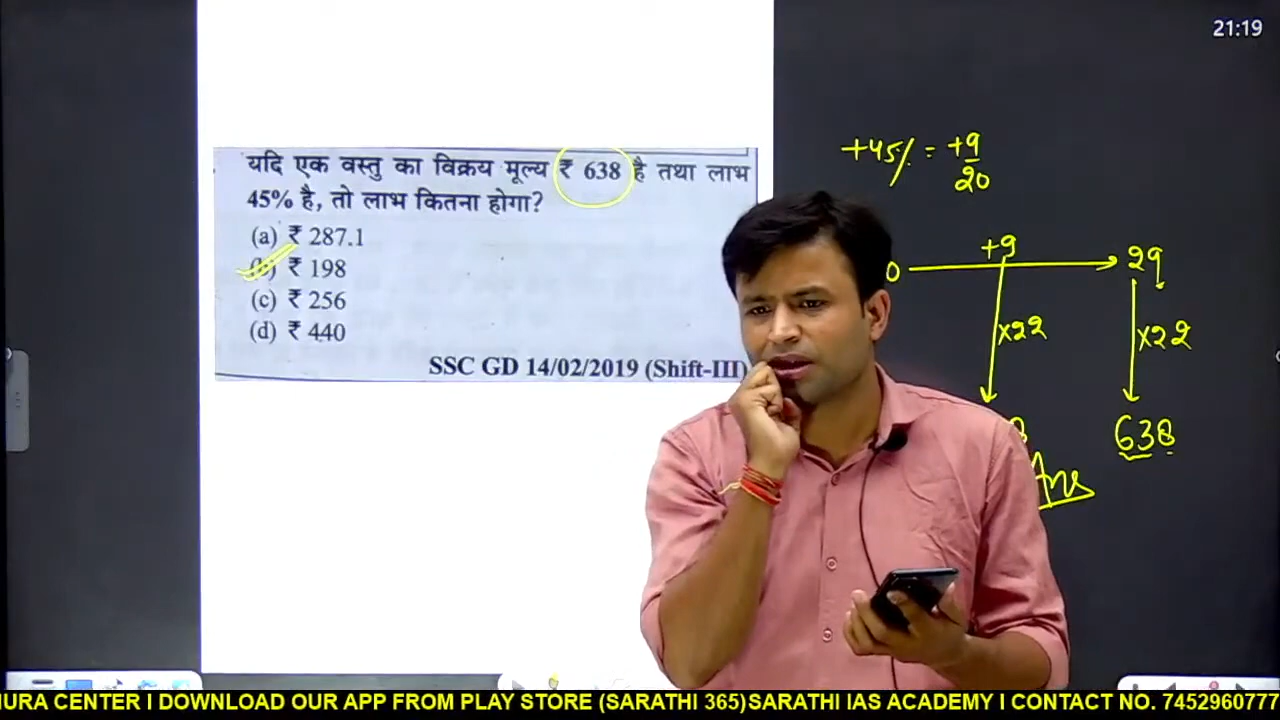 21:19
यदि एक वस्तु का विक्रय मूल्य ₹ 638 है तथा लाभ
45% है, तो लाभ कितना होगा?
(a) ₹ 287.1
₹ 198
(c) ₹ 256
(d) ₹ 440
SSC GD 14/02/2019 (Shift-III)
+45% = +9/20
0 +9 29
×22 ×22
638
Ans
URA CENTER I DOWNLOAD OUR APP FROM PLAY STORE (SARATHI 365)SARATHI IAS ACADEMY I CONTACT NO. 7452960777